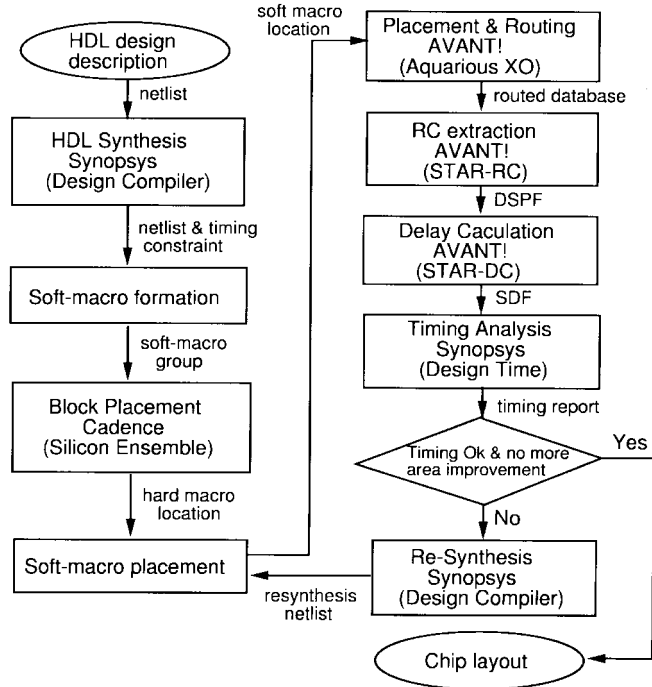 HDL design
description
netlist
HDL Synthesis
Synopsys
(Design Compiler)
netlist & timing
constraint
Soft-macro formation
soft-macro
group
Block Placement
Cadence
(Silicon Ensemble)
hard macro
location
Soft-macro placement
soft macro
location
Placement & Routing
AVANT!
(Aquarious XO)
routed database
RC extraction
AVANT!
(STAR-RC)
DSPF
Delay Caculation
AVANT!
(STAR-DC)
SDF
Timing Analysis
Synopsys
(Design Time)
timing report
Timing Ok & no more
area improvement
Yes
No
Re-Synthesis
Synopsys
(Design Compiler)
resynthesis
netlist
Chip layout